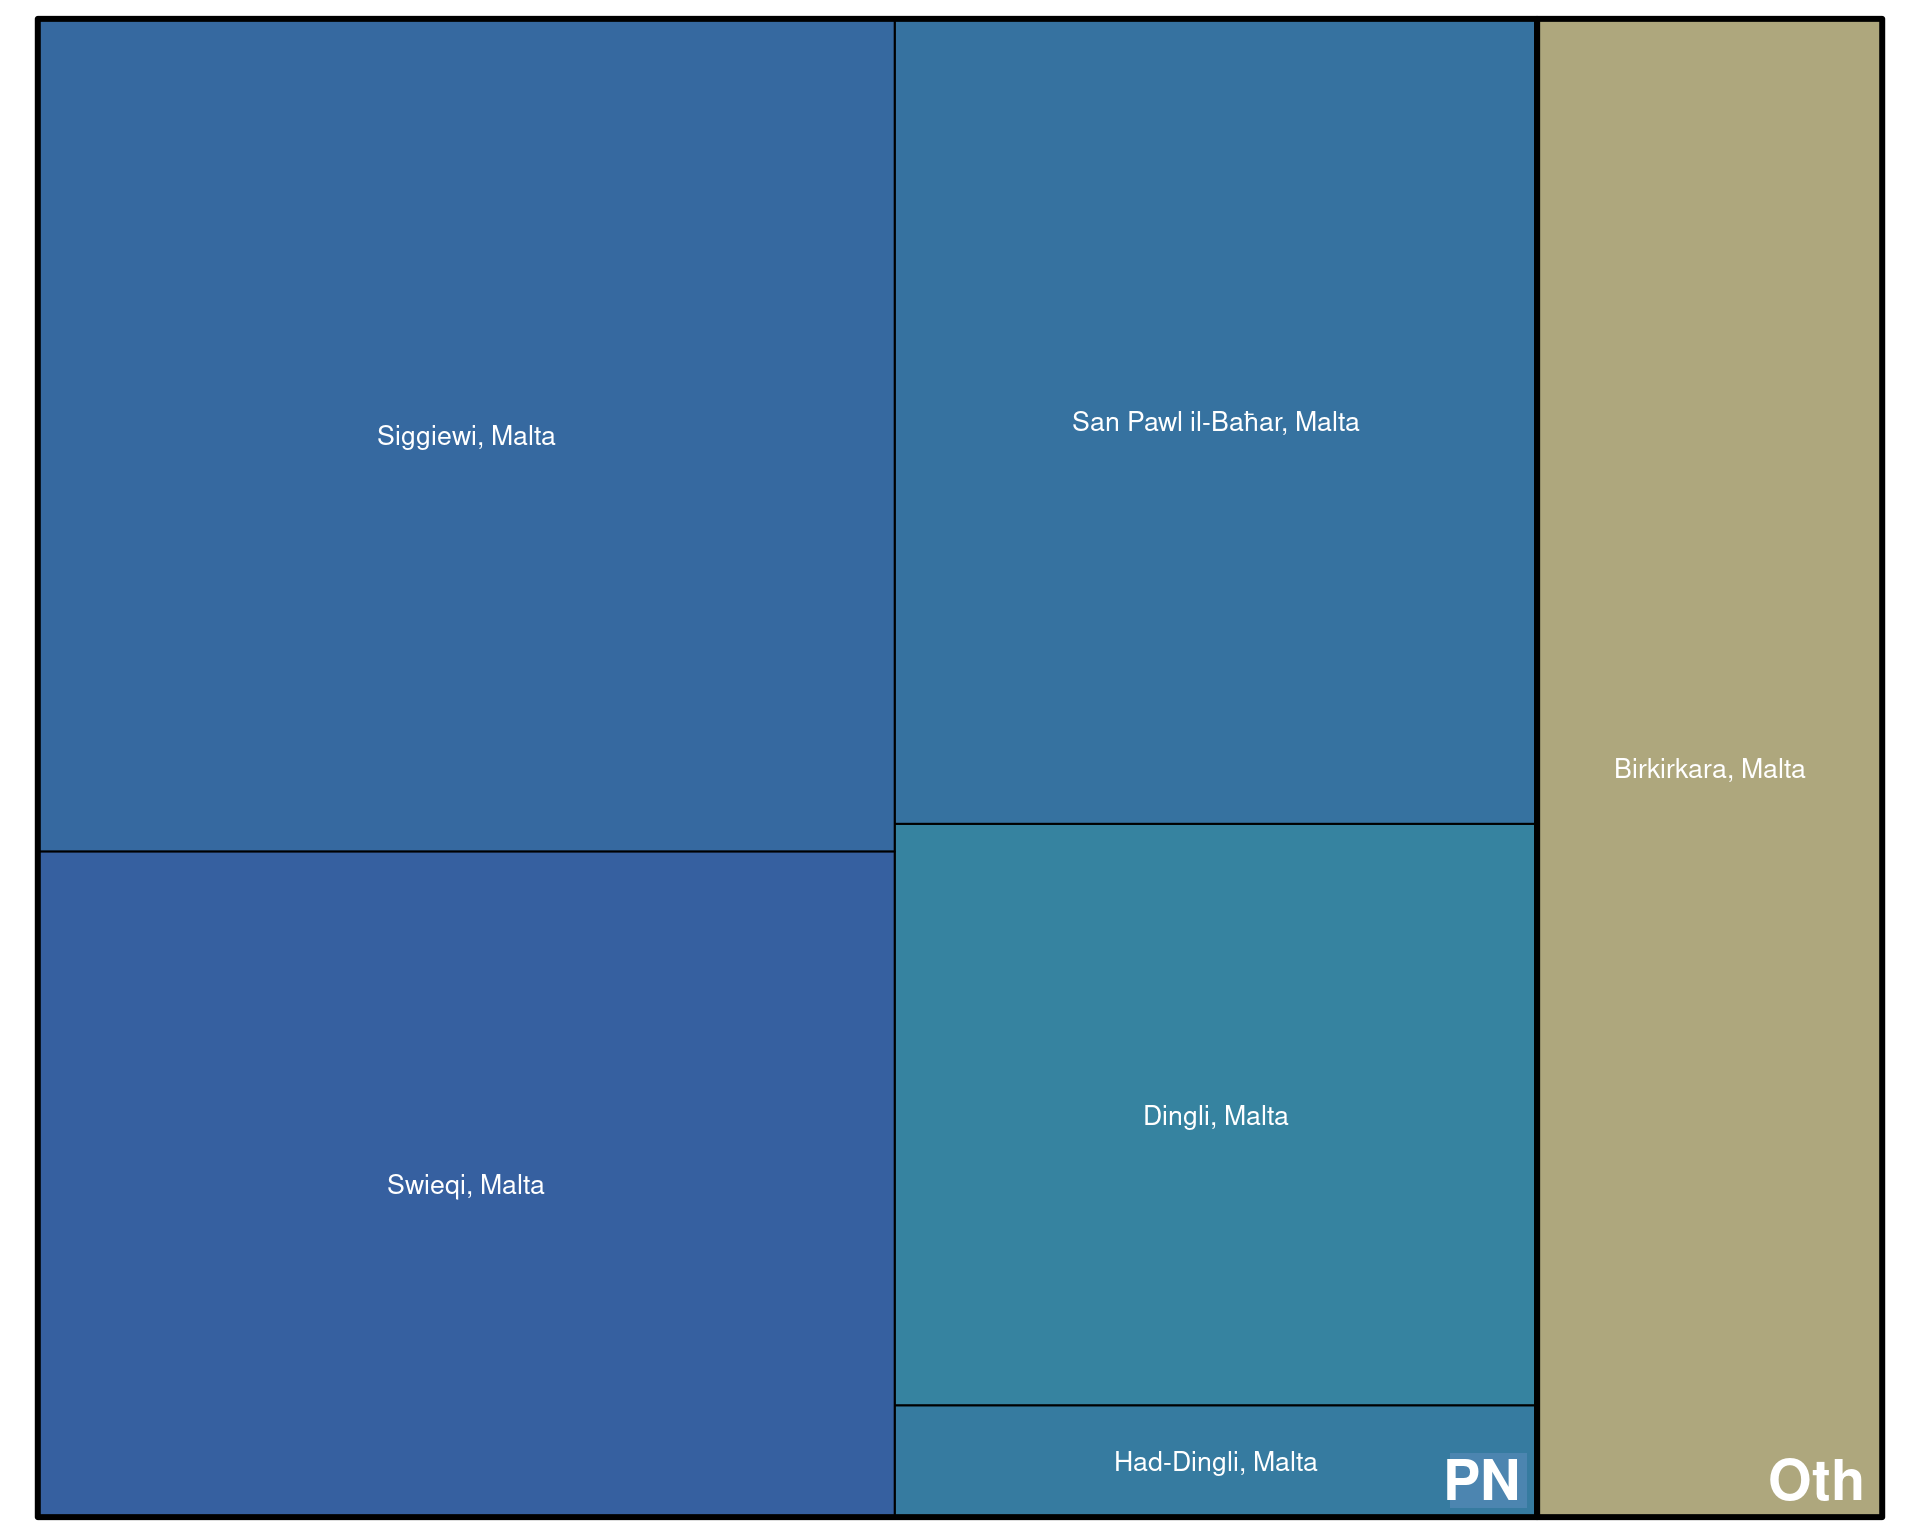 Siggiewi, Malta
San Pawl il-Baħar, Malta
Birkirkara, Malta
Dingli, Malta
Swieqi, Malta
Had-Dingli, Malta
PN
Oth